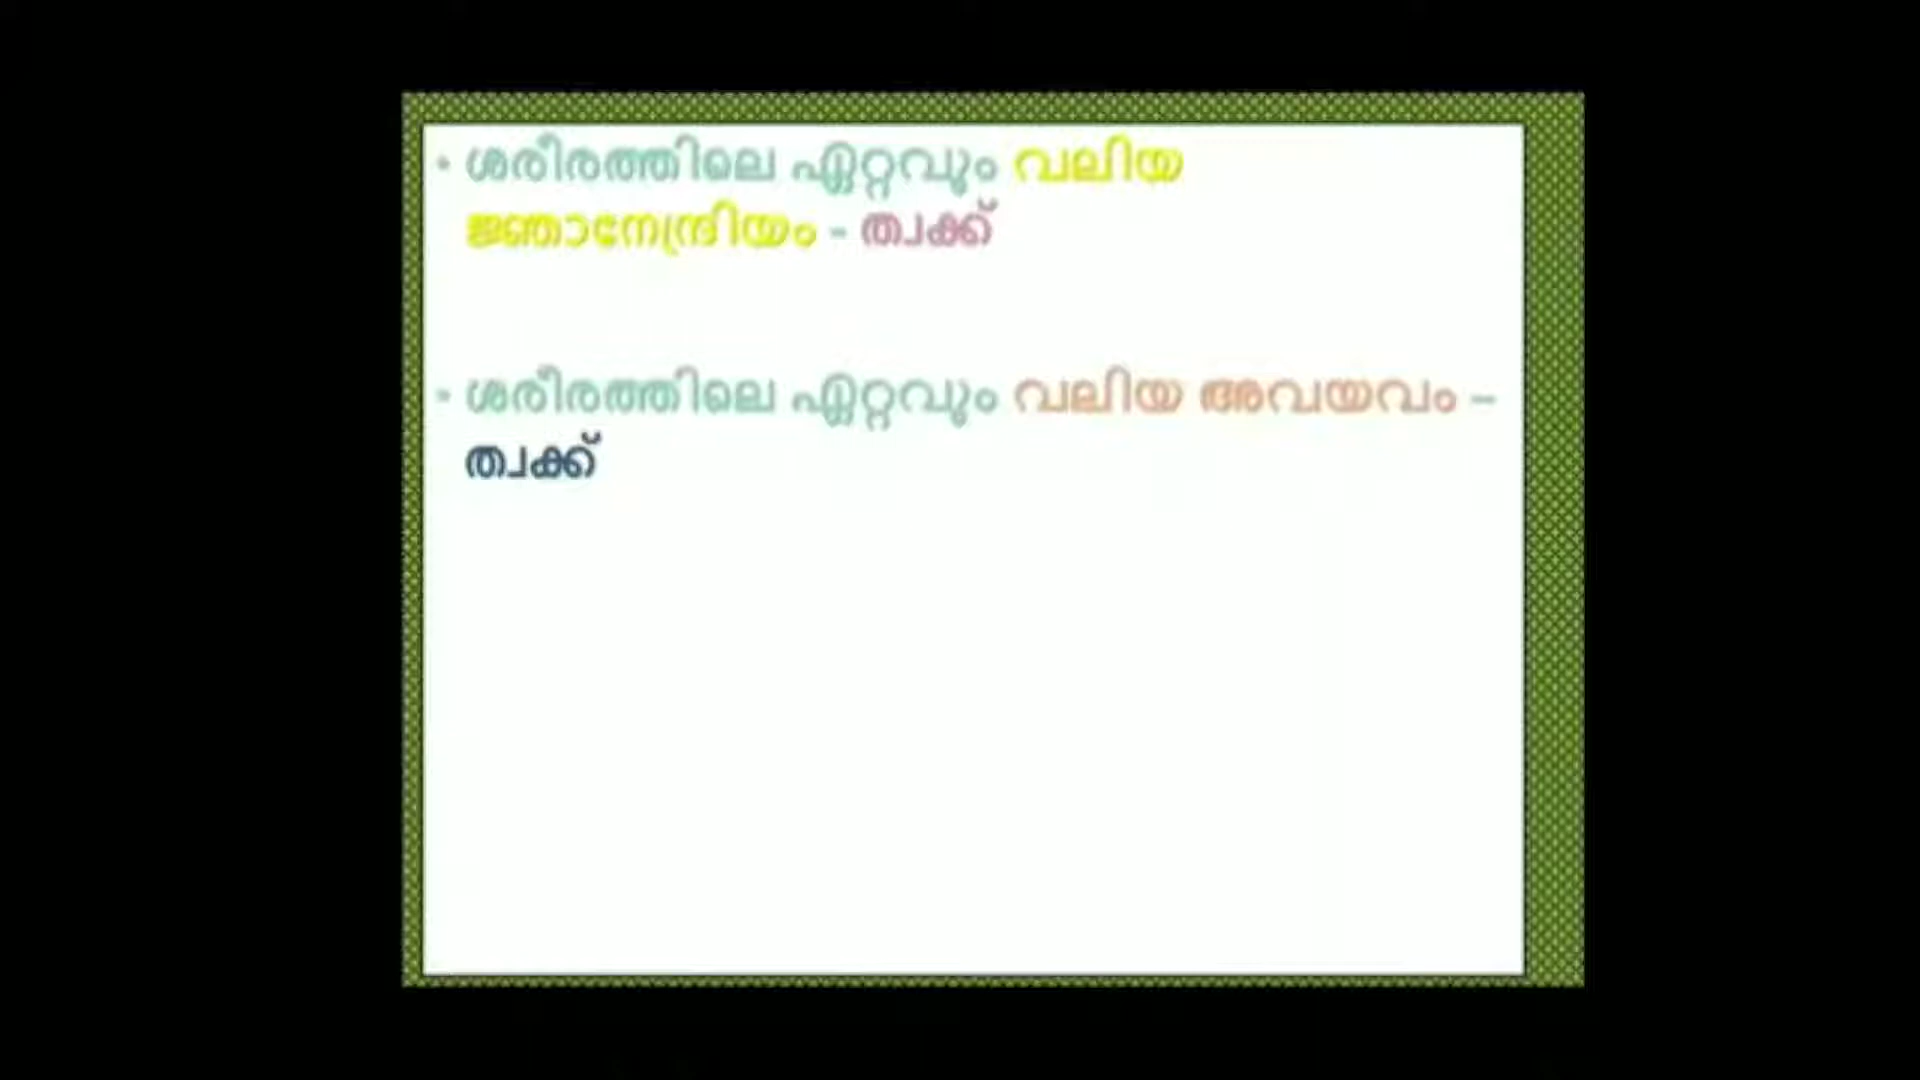 • ശരീരത്തിലെ ഏറ്റവും വലിയ
ജ്ഞാനേന്ദ്രിയം - ത്വക്ക്
• ശരീരത്തിലെ ഏറ്റവും വലിയ അവയവം –
ത്വക്ക്